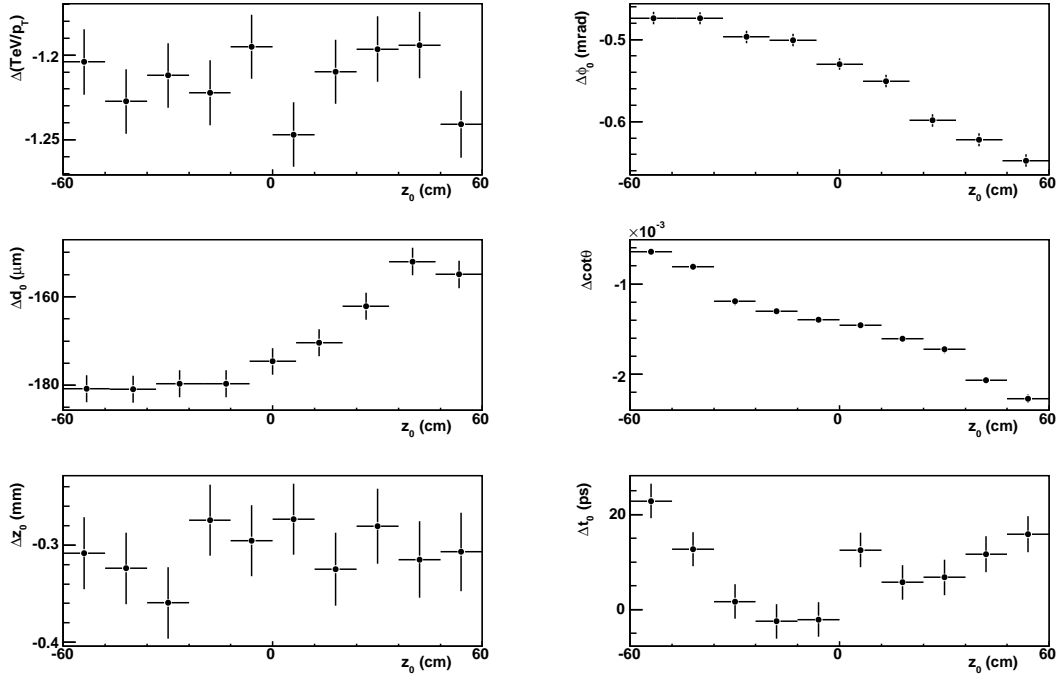 Δ(TeV/p_T)
-1.2
-1.25
-60 0 60
z_0 (cm)
Δϕ_0 (mrad)
-0.5
-0.6
-60 0 60
z_0 (cm)
Δd_0 (μm)
-160
-180
-60 0 60
z_0 (cm)
×10^-3
Δcotθ
-1
-2
-60 0 60
z_0 (cm)
Δz_0 (mm)
-0.3
-0.4
-60 0 60
z_0 (cm)
Δt_0 (ps)
20
0
-60 0 60
z_0 (cm)